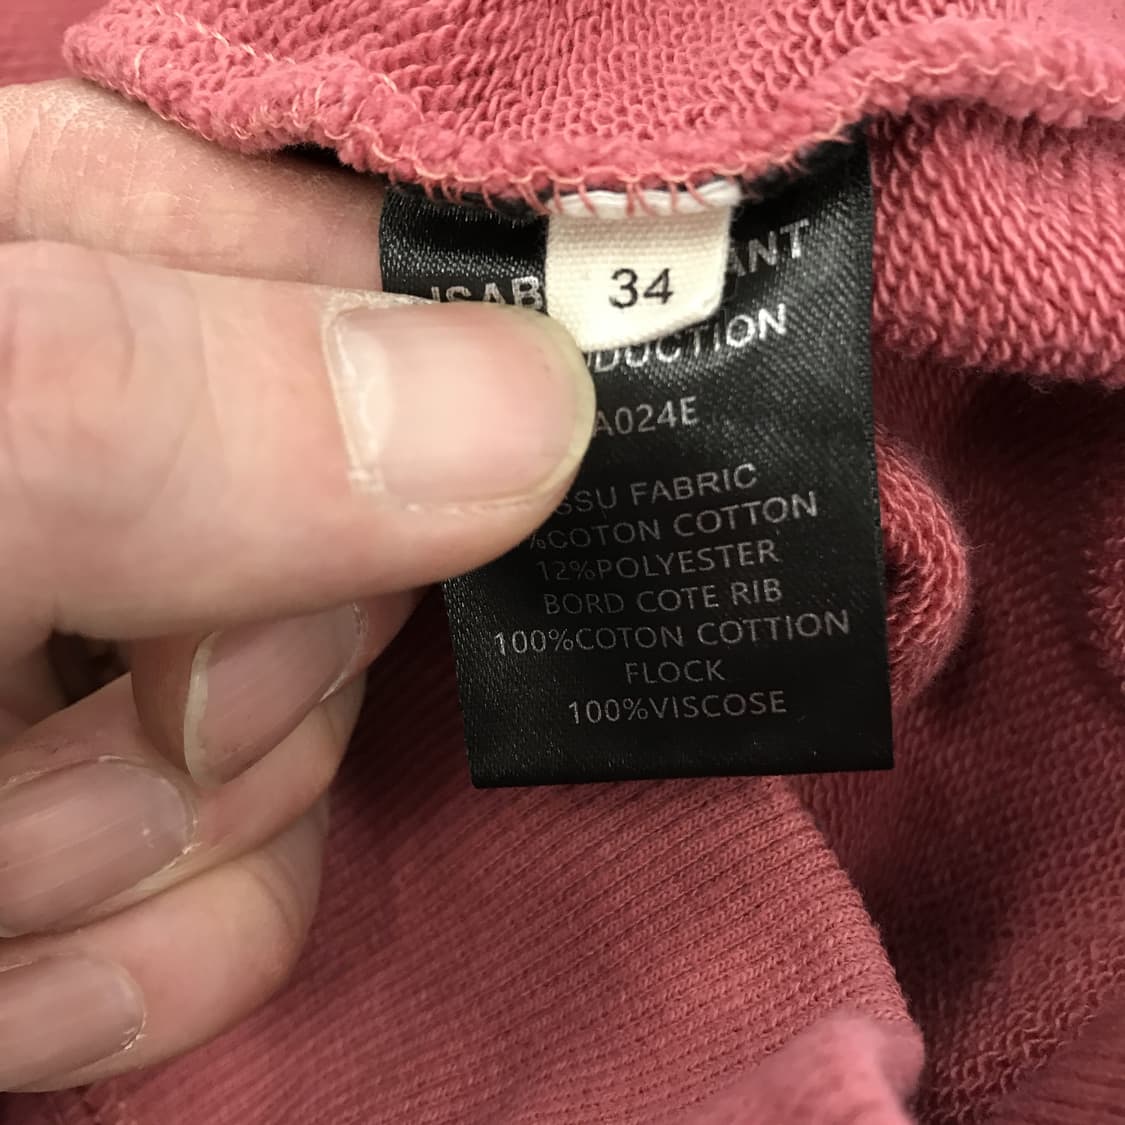 34
ISAB ANT
DUCTION
A024E
SSU FABRIC
%COTON COTTON
12%POLYESTER
BORD COTE RIB
100%COTON COTTION
FLOCK
100%VISCOSE